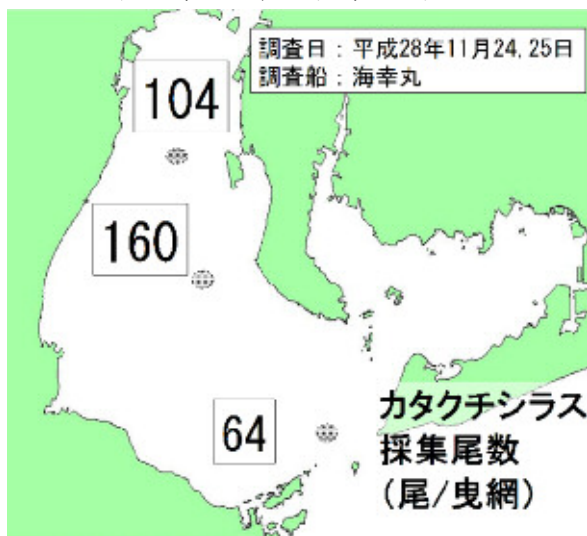 調査日：平成28年11月24,25日
調査船：海幸丸
104
160
64
カタクチシラス
採集尾数
(尾/曳網)